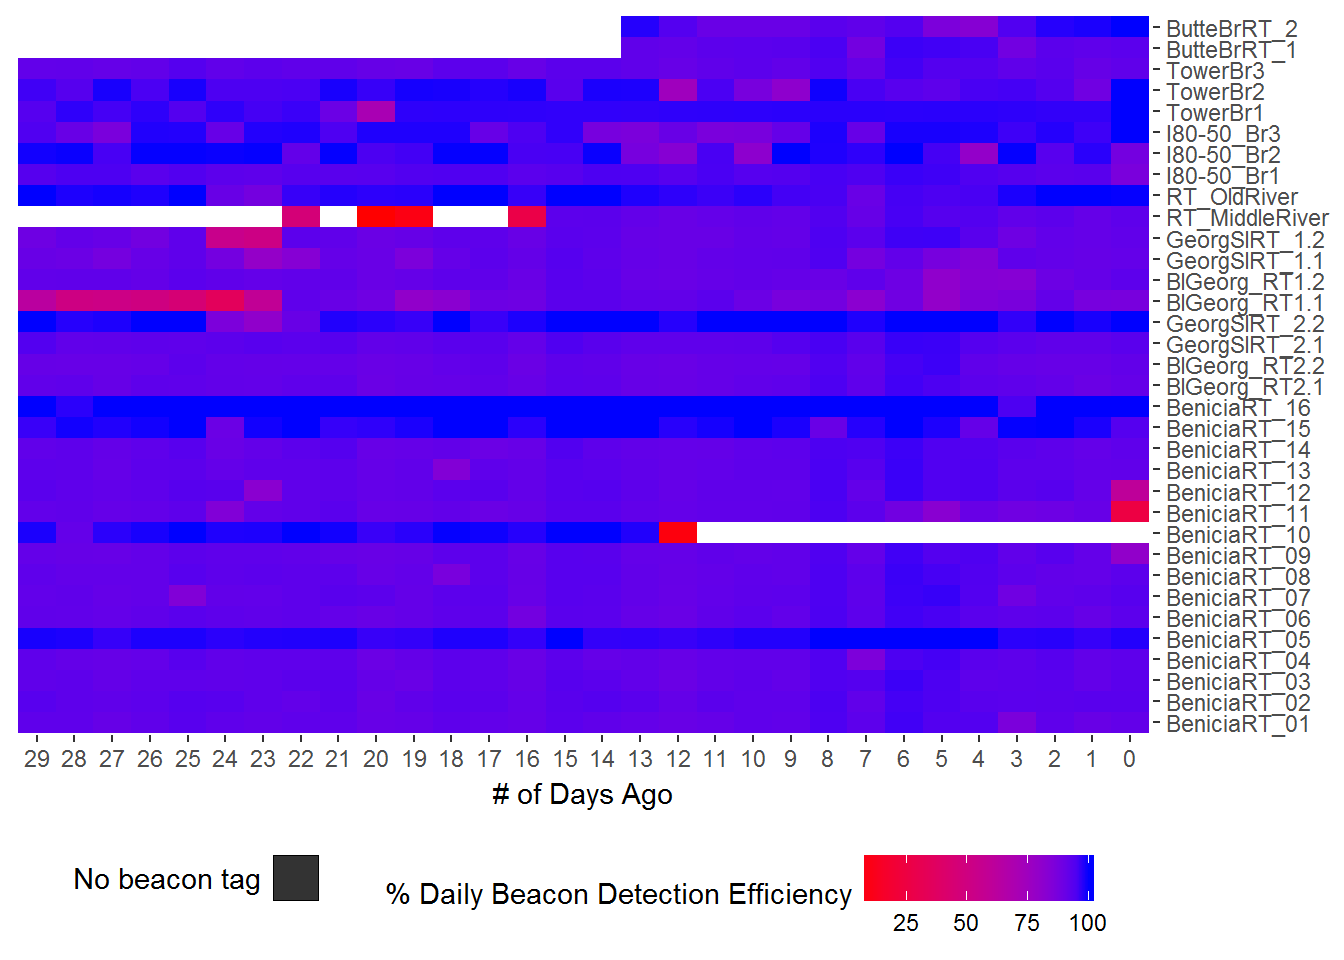 ButteBrRT_2
ButteBrRT_1
TowerBr3
TowerBr2
TowerBr1
I80-50_Br3
I80-50_Br2
I80-50_Br1
RT_OldRiver
RT_MiddleRiver
GeorgSlRT_1.2
GeorgSlRT_1.1
BlGeorg_RT1.2
BlGeorg_RT1.1
GeorgSlRT_2.2
GeorgSlRT_2.1
BlGeorg_RT2.2
BlGeorg_RT2.1
BeniciaRT_16
BeniciaRT_15
BeniciaRT_14
BeniciaRT_13
BeniciaRT_12
BeniciaRT_11
BeniciaRT_10
BeniciaRT_09
BeniciaRT_08
BeniciaRT_07
BeniciaRT_06
BeniciaRT_05
BeniciaRT_04
BeniciaRT_03
BeniciaRT_02
BeniciaRT_01
29 28 27 26 25 24 23 22 21 20 19 18 17 16 15 14 13 12 11 10 9 8 7 6 5 4 3 2 1 0
# of Days Ago
No beacon tag
% Daily Beacon Detection Efficiency
25 50 75 100